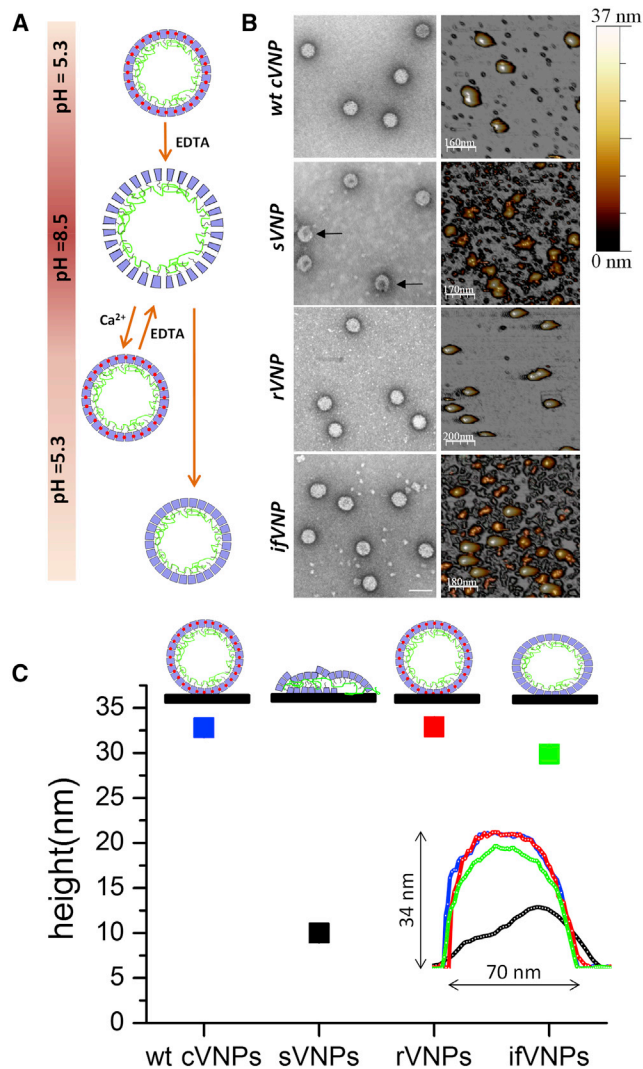 A
pH = 5.3
EDTA
pH =8.5
Ca2+
EDTA
pH =5.3
B
wt cVNP
160nm
sVNP
170nm
rVNP
200nm
ifVNP
180nm
37 nm
0 nm
C
height(nm)
35
30
25
20
15
10
5
0
34 nm
70 nm
wt cVNPs
sVNPs
rVNPs
ifVNPs